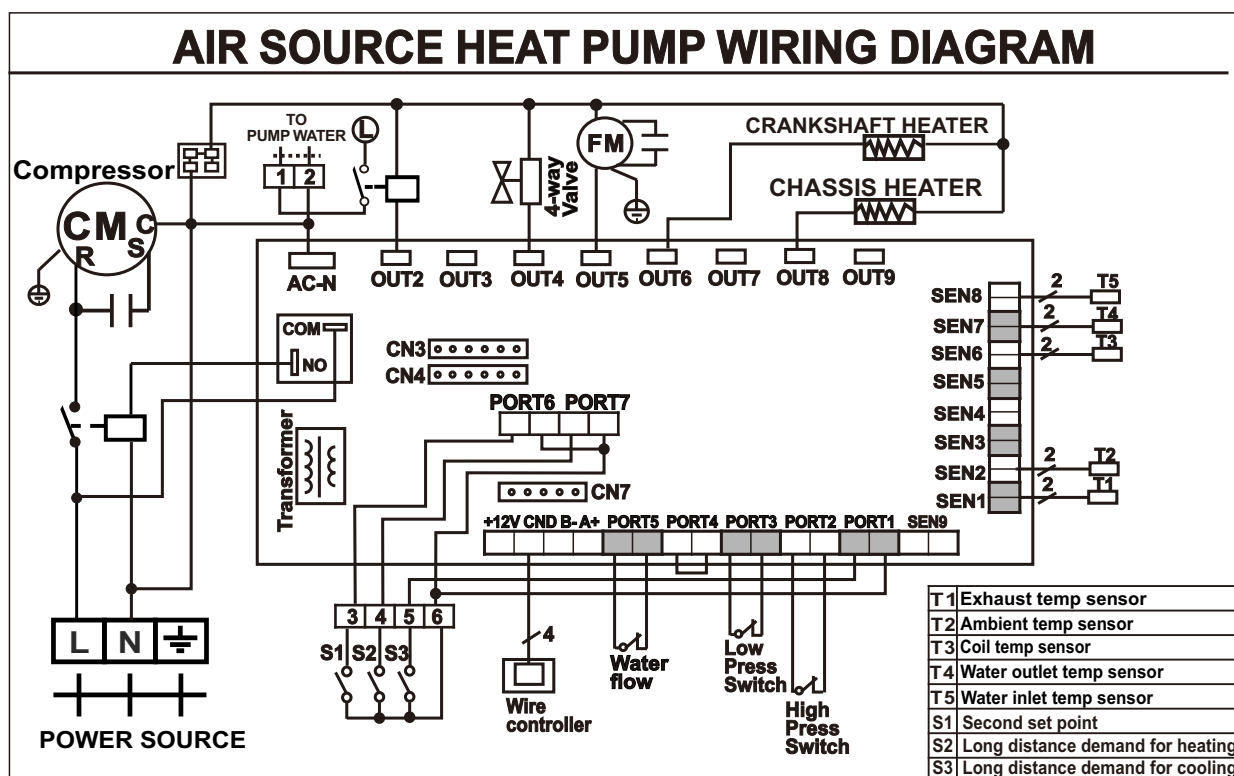 AIR SOURCE HEAT PUMP WIRING DIAGRAM
TO
PUMP WATER
L
1 2
Compressor
CM
C
R
S
4-way
Valve
FM
CRANKSHAFT HEATER
CHASSIS HEATER
AC-N OUT2 OUT3 OUT4 OUT5 OUT6 OUT7 OUT8 OUT9
COM
NO
CN3
CN4
PORT6 PORT7
Transformer
CN7
SEN8 2 T5
SEN7 2 T4
SEN6 2 T3
SEN5
SEN4
SEN3
SEN2 2 T2
SEN1 2 T1
+12V CND B- A+ PORT5 PORT4 PORT3 PORT2 PORT1 SEN9
3 4 5 6
S1 S2 S3
4
Wire
controller
Water
flow
Low
Press
Switch
High
Press
Switch
L N
POWER SOURCE
T1 Exhaust temp sensor
T2 Ambient temp sensor
T3 Coil temp sensor
T4 Water outlet temp sensor
T5 Water inlet temp sensor
S1 Second set point
S2 Long distance demand for heating
S3 Long distance demand for cooling